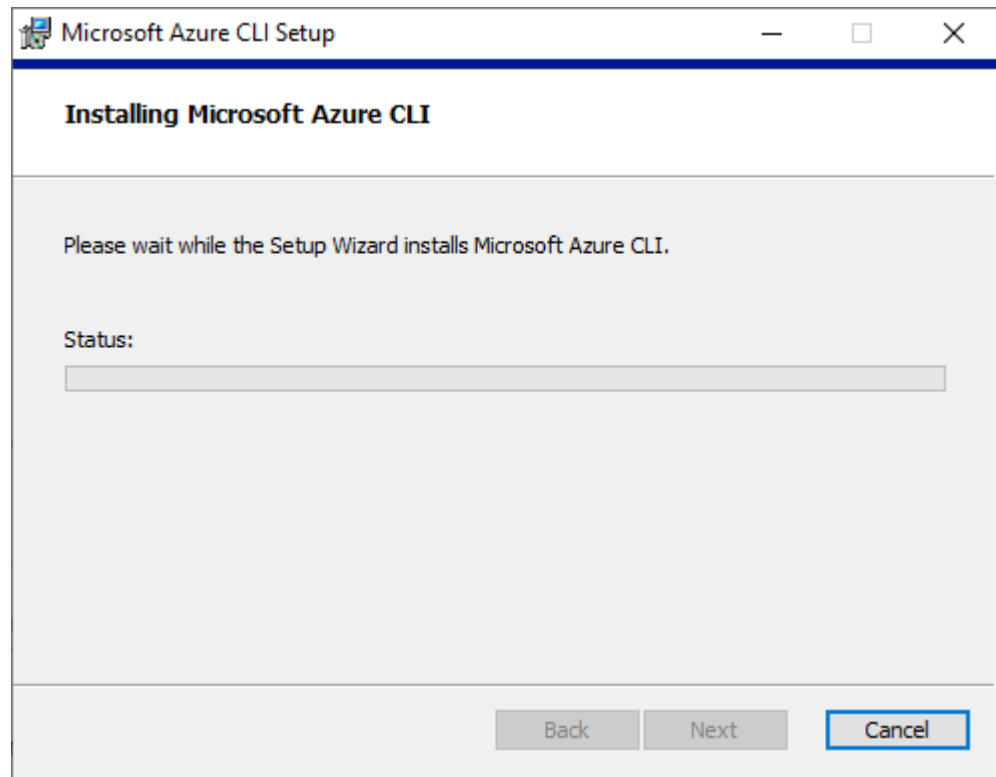 Microsoft Azure CLI Setup
Installing Microsoft Azure CLI
Please wait while the Setup Wizard installs Microsoft Azure CLI.
Status:
Back Next Cancel